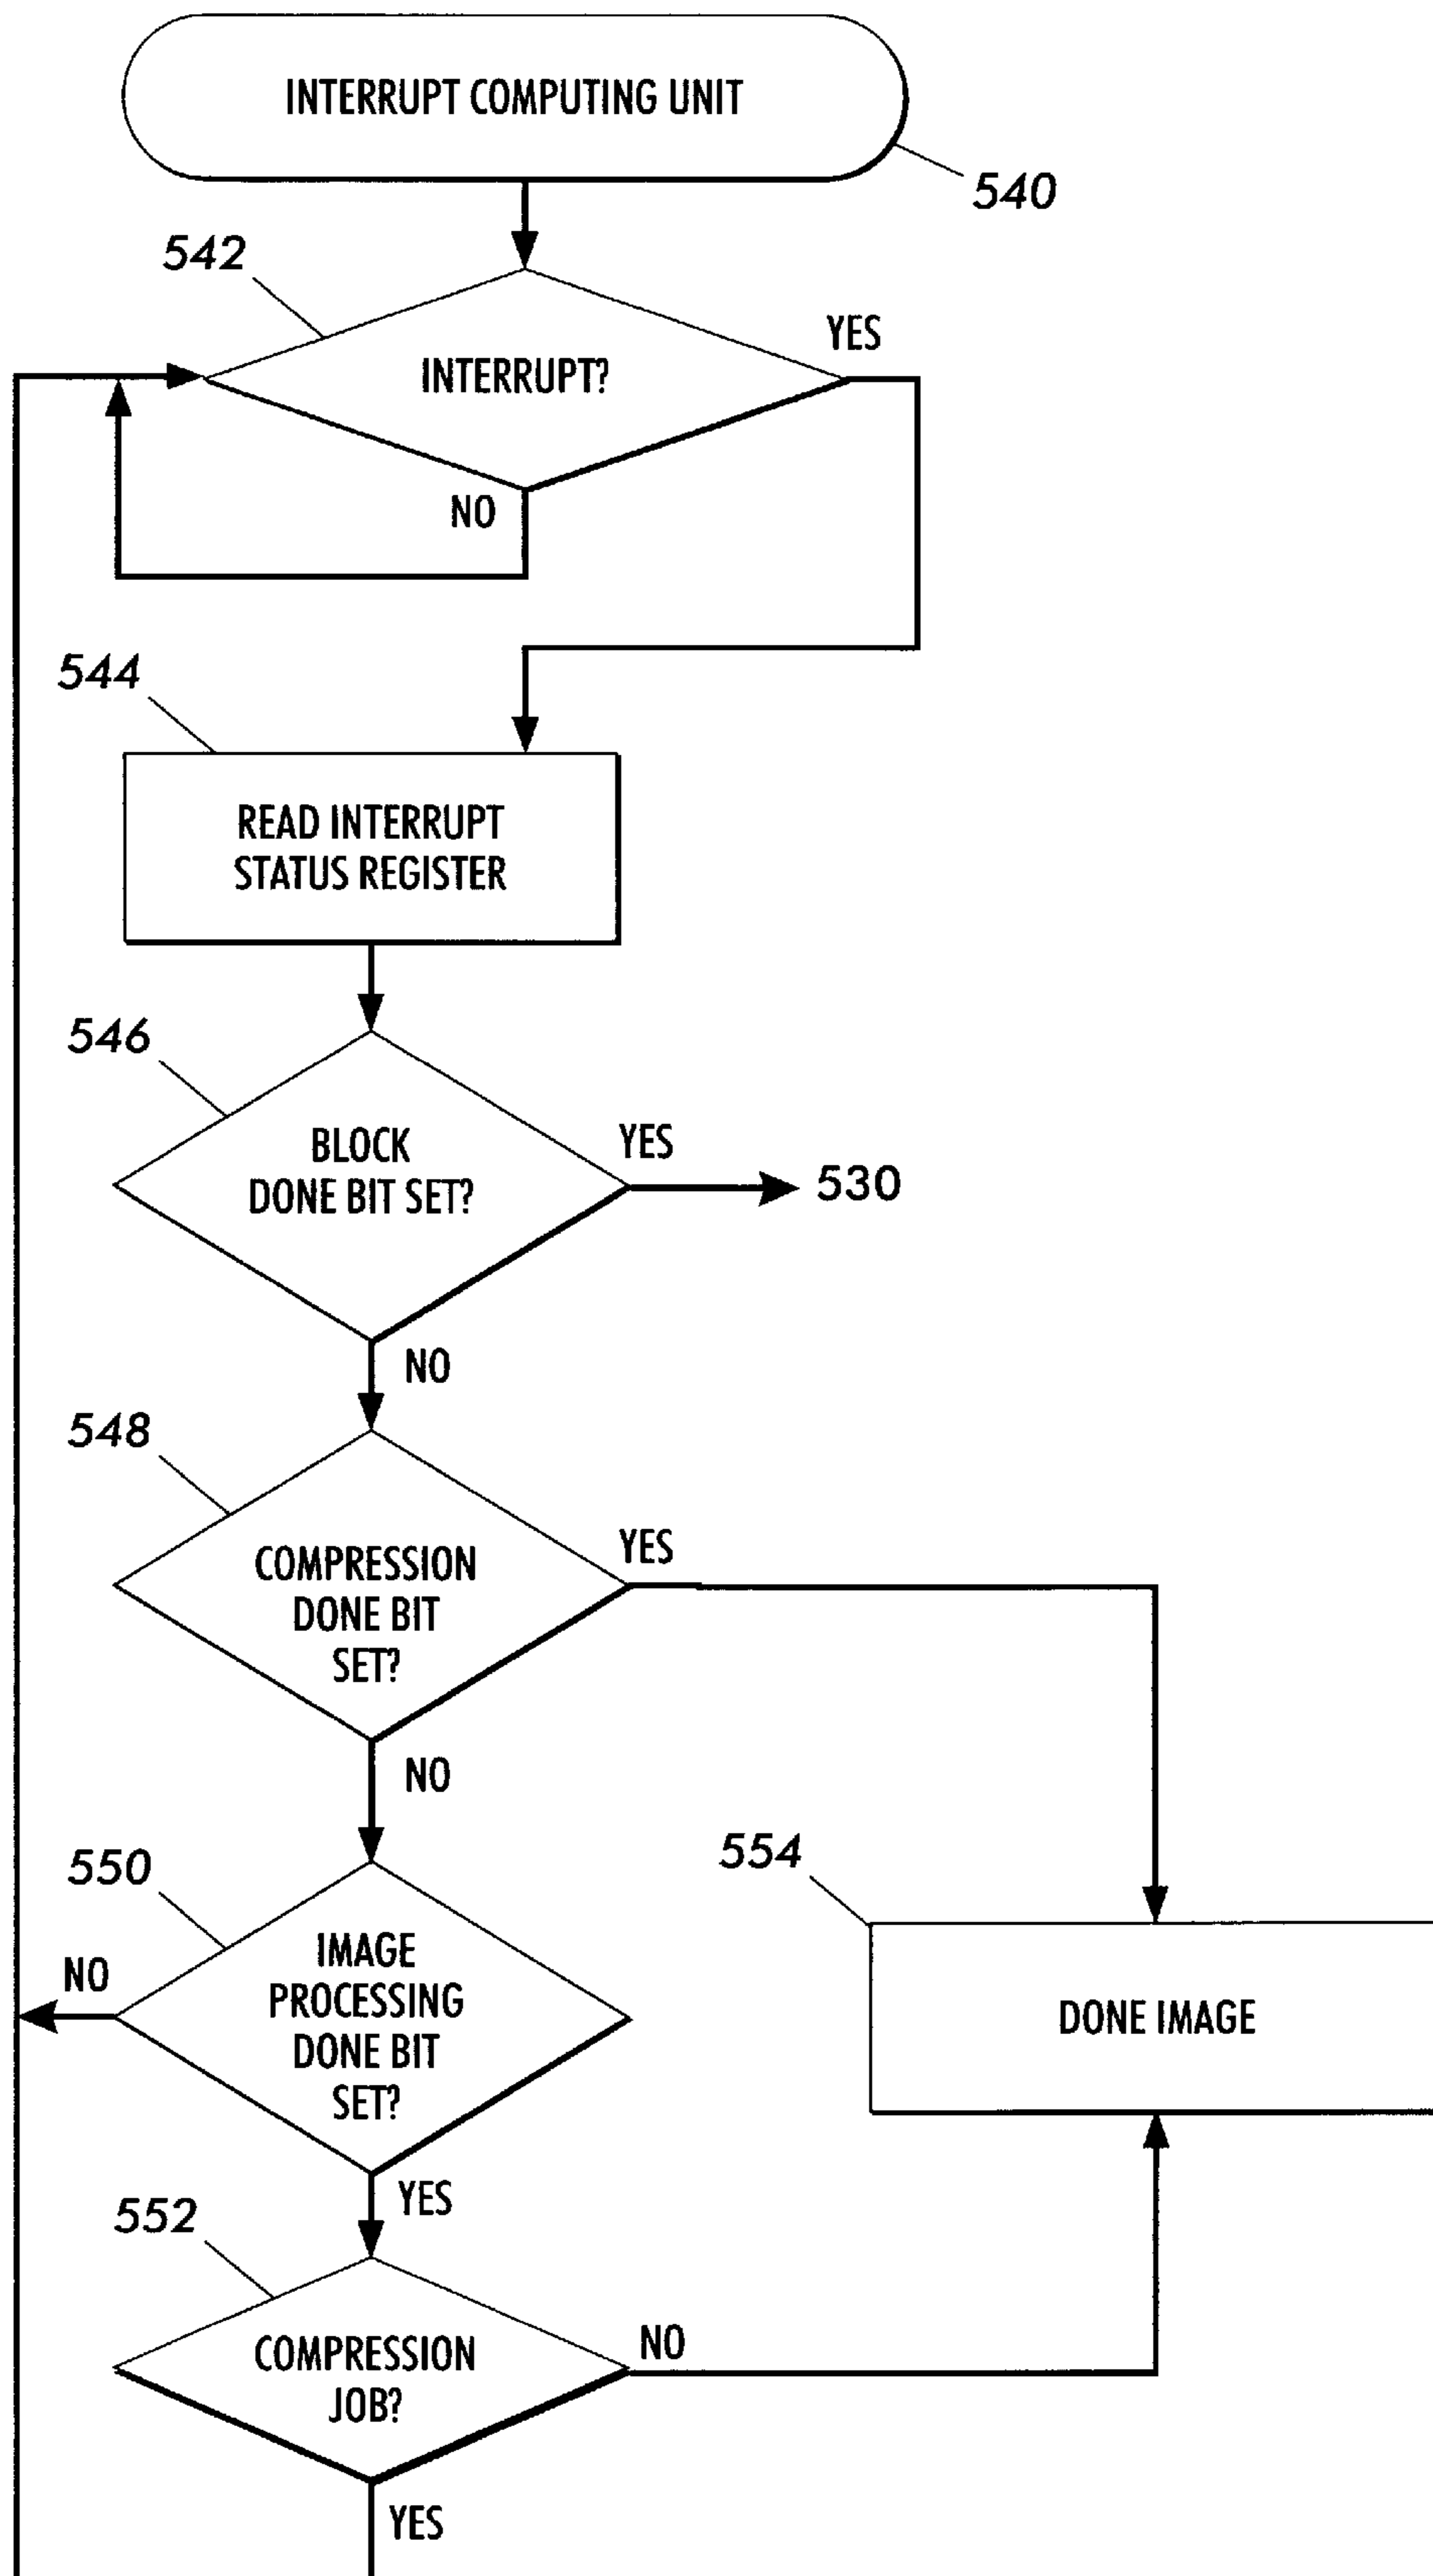 INTERRUPT COMPUTING UNIT
540
542
YES
INTERRUPT?
NO
544
READ INTERRUPT
STATUS REGISTER
546
BLOCK
DONE BIT SET?
YES
530
NO
548
COMPRESSION
DONE BIT
SET?
YES
NO
550
554
IMAGE
PROCESSING
DONE BIT
SET?
NO
DONE IMAGE
YES
552
COMPRESSION
JOB?
NO
YES